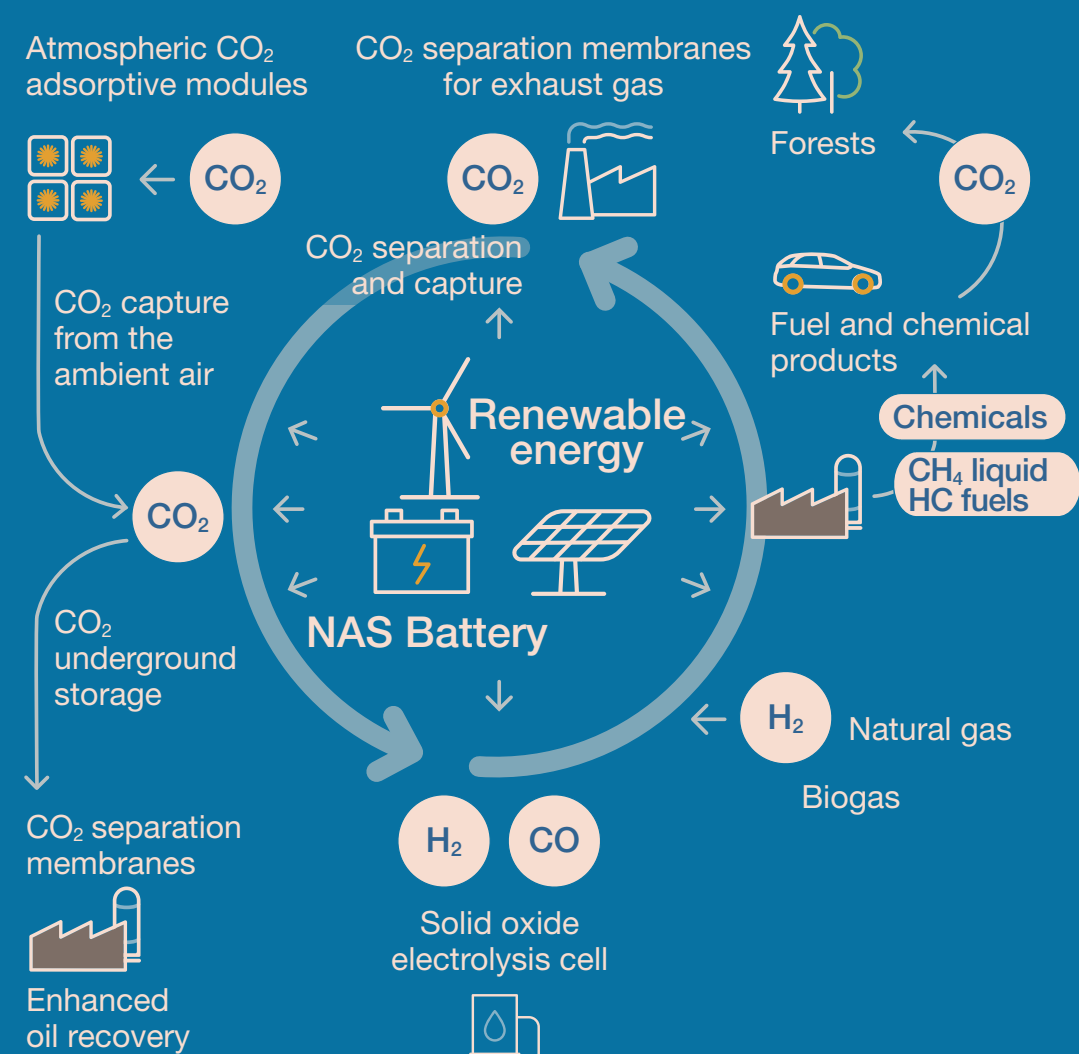 Atmospheric CO₂
adsorptive modules
CO₂
CO₂ separation membranes
for exhaust gas
CO₂
Forests
CO₂
CO₂ separation
and capture
CO₂ capture
from the
ambient air
Fuel and chemical
products
Chemicals
CH₄ liquid
HC fuels
Renewable
energy
NAS Battery
CO₂
CO₂
underground
storage
H₂
Natural gas
Biogas
CO₂ separation
membranes
Enhanced
oil recovery
H₂
CO
Solid oxide
electrolysis cell